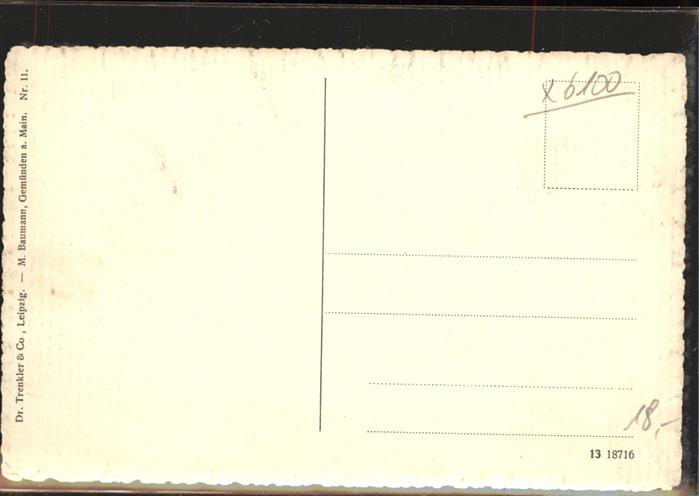 x 6100
Dr. Trenkler & Co., Leipzig. — M. Baumann, Gemünden a. Main. Nr. 11.
18,-
13 18716